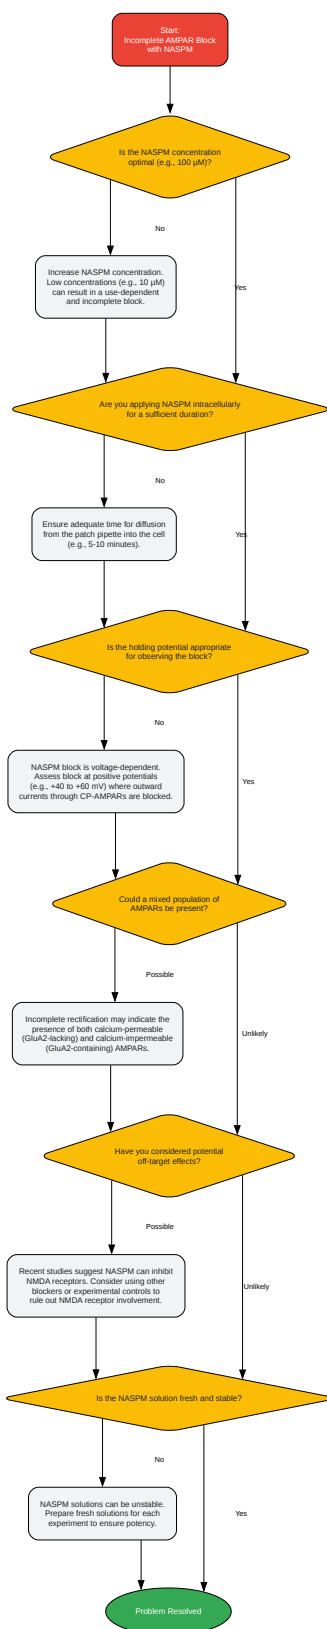 Start:
Incomplete AMPAR Block
with NASPM
Is the NASPM concentration
optimal (e.g., 100 µM)?
No
Increase NASPM concentration.
Low concentrations (e.g., 10 µM)
can result in a use-dependent
and incomplete block.
Yes
Are you applying NASPM intracellularly
for a sufficient duration?
No
Ensure adequate time for diffusion
from the patch pipette into the cell
(e.g., 5-10 minutes).
Yes
Is the holding potential appropriate
for observing the block?
No
NASPM block is voltage-dependent.
Assess block at positive potentials
(e.g., +40 to +60 mV) where outward
currents through CP-AMPARs are blocked.
Yes
Could a mixed population of
AMPARs be present?
Possible
Incomplete rectification may indicate the
presence of both calcium-permeable
(GluA2-lacking) and calcium-impermeable
(GluA2-containing) AMPARs.
Unlikely
Have you considered potential
off-target effects?
Possible
Recent studies suggest NASPM can inhibit
NMDA receptors. Consider using other
blockers or experimental controls to
rule out NMDA receptor involvement.
Unlikely
Is the NASPM solution fresh and stable?
No
NASPM solutions can be unstable.
Prepare fresh solutions for each
experiment to ensure potency.
Yes
Problem Resolved